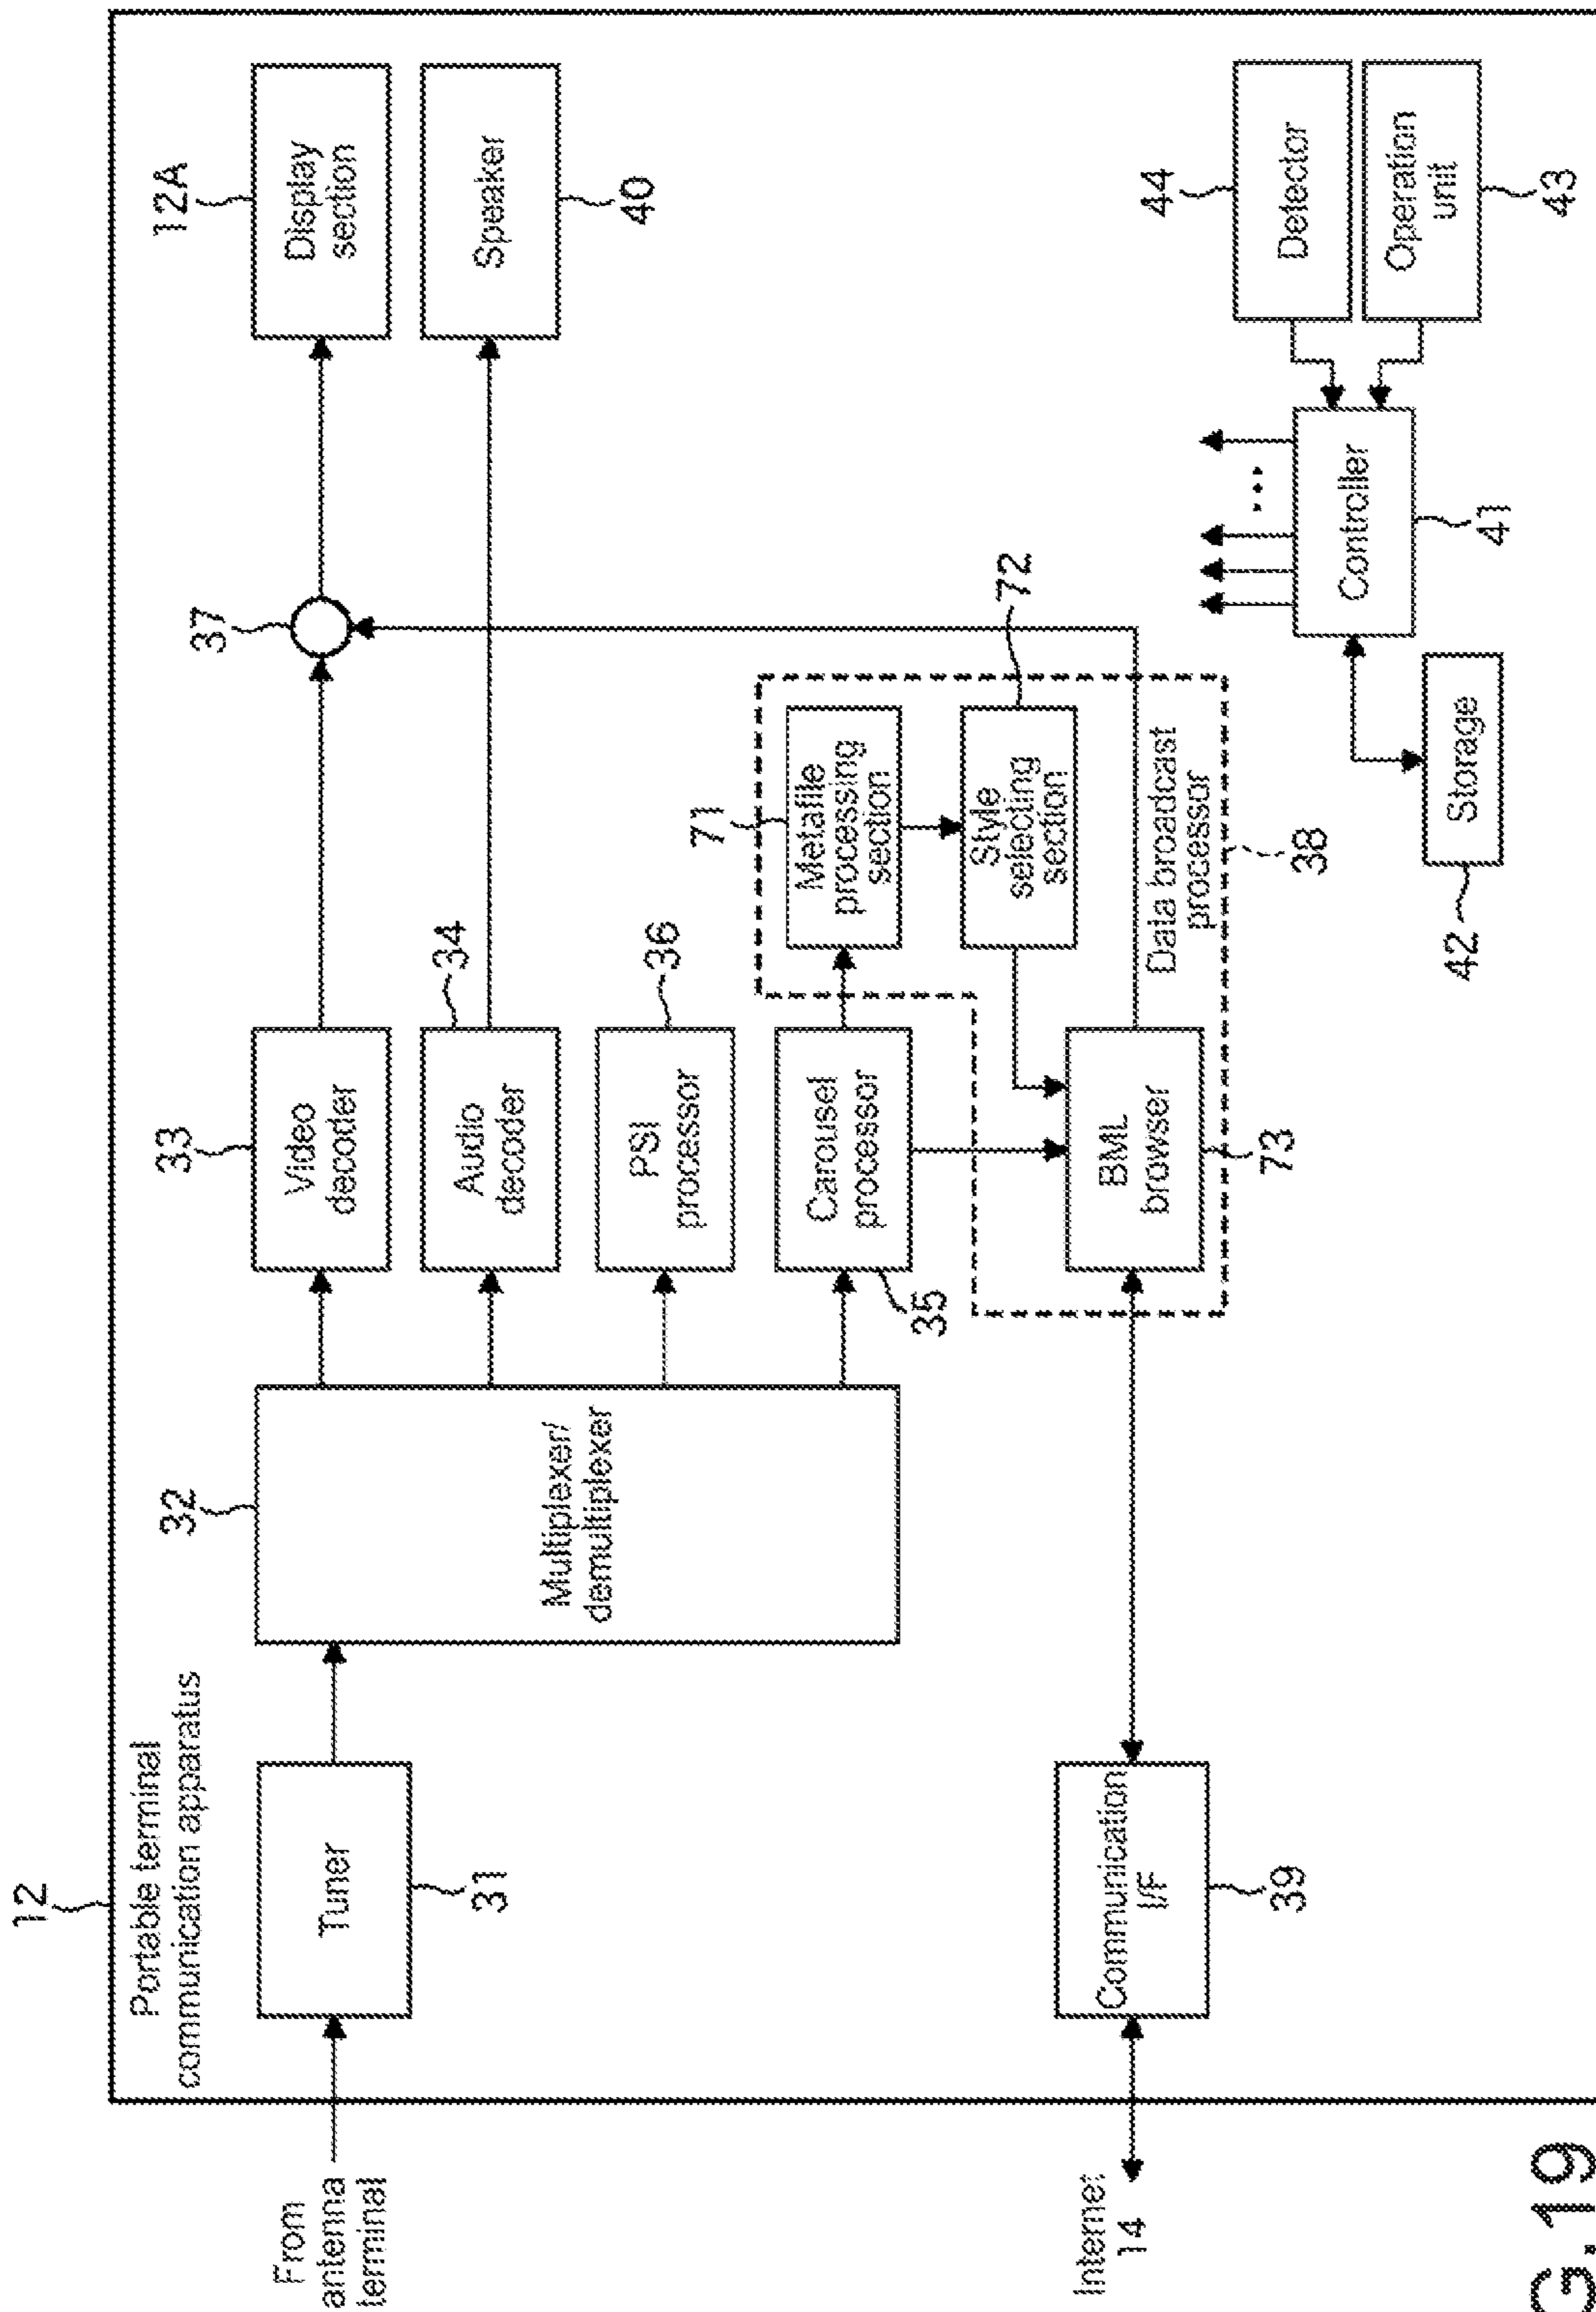 12
Portable terminal
communication apparatus
From
antenna
terminal
Tuner
31
32
Multiplexer/
demultiplexer
33
Video
decoder
34
Audio
decoder
36
PSI
processor
Carousel
processor
35
37
12A
Display
section
Speaker
40
71
Metafile
processing
section
72
Style
selecting
section
Data broadcast
processor
38
BML
browser
73
Internet
14
Communication
I/F
39
44
Detector
Operation
unit
43
Controller
41
...
Storage
42
G.19